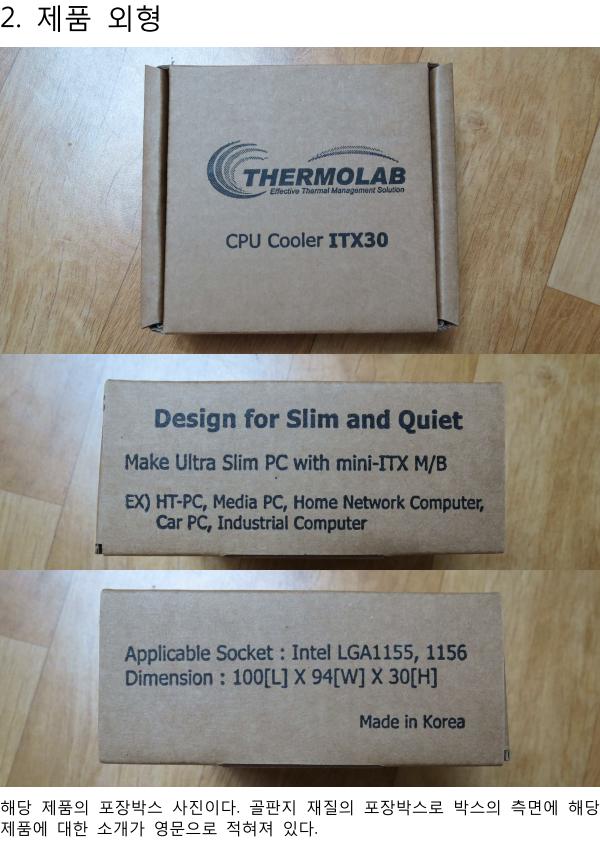 2. 제품 외형
THERMOLAB
Effective Thermal Management Solution
CPU Cooler ITX30
Design for Slim and Quiet
Make Ultra Slim PC with mini-ITX M/B
EX) HT-PC, Media PC, Home Network Computer,
Car PC, Industrial Computer
Applicable Socket : Intel LGA1155, 1156
Dimension : 100[L] X 94[W] X 30[H]
Made in Korea
해당 제품의 포장박스 사진이다. 골판지 재질의 포장박스로 박스의 측면에 해당
제품에 대한 소개가 영문으로 적혀져 있다.